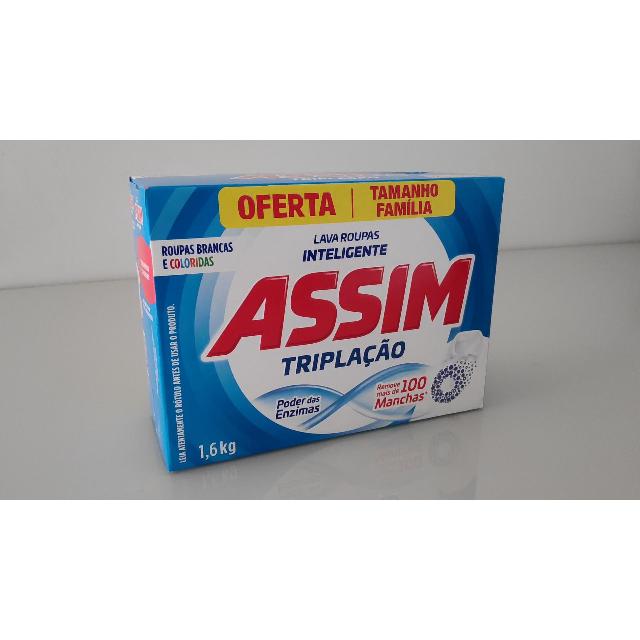 OFERTA
TAMANHO
FAMÍLIA
ROUPAS BRANCAS
E COLORIDAS
LAVA ROUPAS
INTELIGENTE
ASSIM
TRIPLAÇÃO
Poder das
Enzimas
Remove
mais de 100
Manchas*
LEIA ATENTAMENTE O RÓTULO ANTES DE USAR O PRODUTO.
1,6 kg